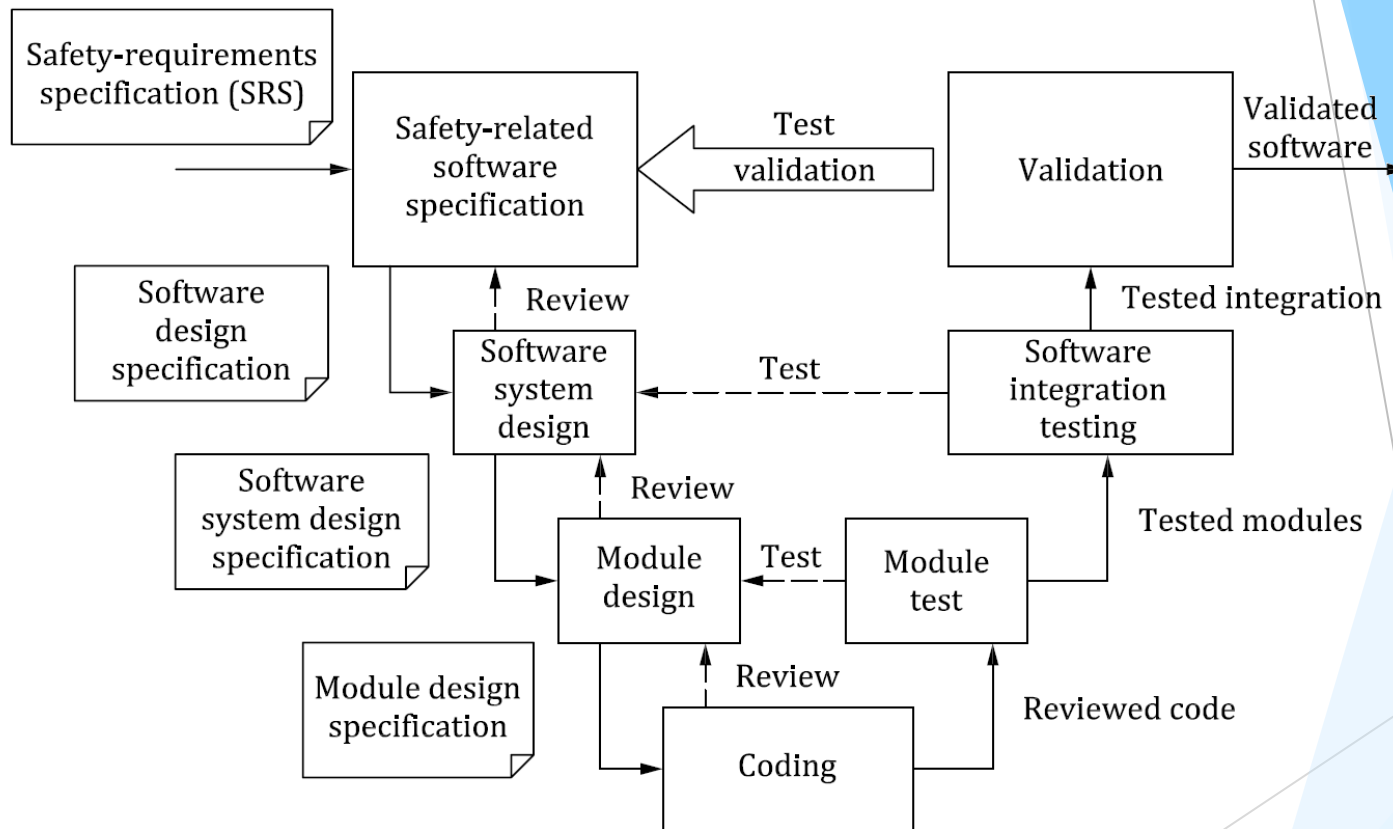 Safety-requirements
specification (SRS)
Safety-related
software
specification
Test
validation
Validation
Validated
software
Software
design
specification
Review
Tested integration
Software
system
design
Test
Software
integration
testing
Software
system design
specification
Review
Tested modules
Module
design
Test
Module
test
Module design
specification
Review
Reviewed code
Coding